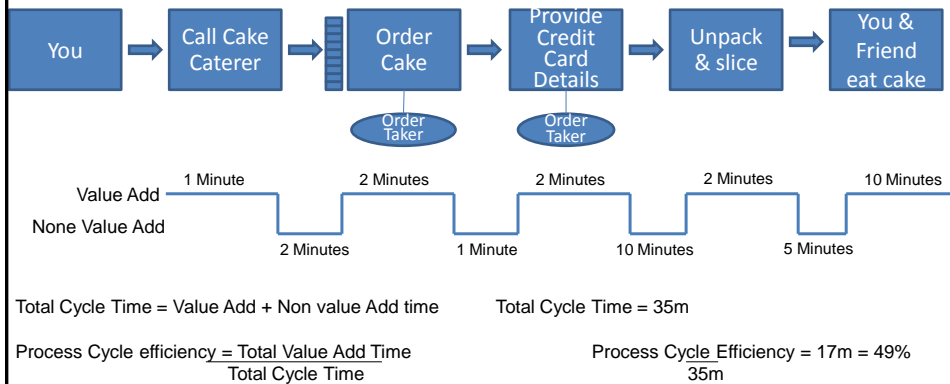 You
Call Cake
Caterer
Order
Cake
Provide
Credit
Card
Details
Unpack
& slice
You &
Friend
eat cake
Order
Taker
Order
Taker
1 Minute
2 Minutes
2 Minutes
2 Minutes
10 Minutes
Value Add
None Value Add
2 Minutes
1 Minute
10 Minutes
5 Minutes
Total Cycle Time = Value Add + Non value Add time
Total Cycle Time = 35m
Process Cycle efficiency = Total Value Add Time
Total Cycle Time
Process Cycle Efficiency = 17m = 49%
35m